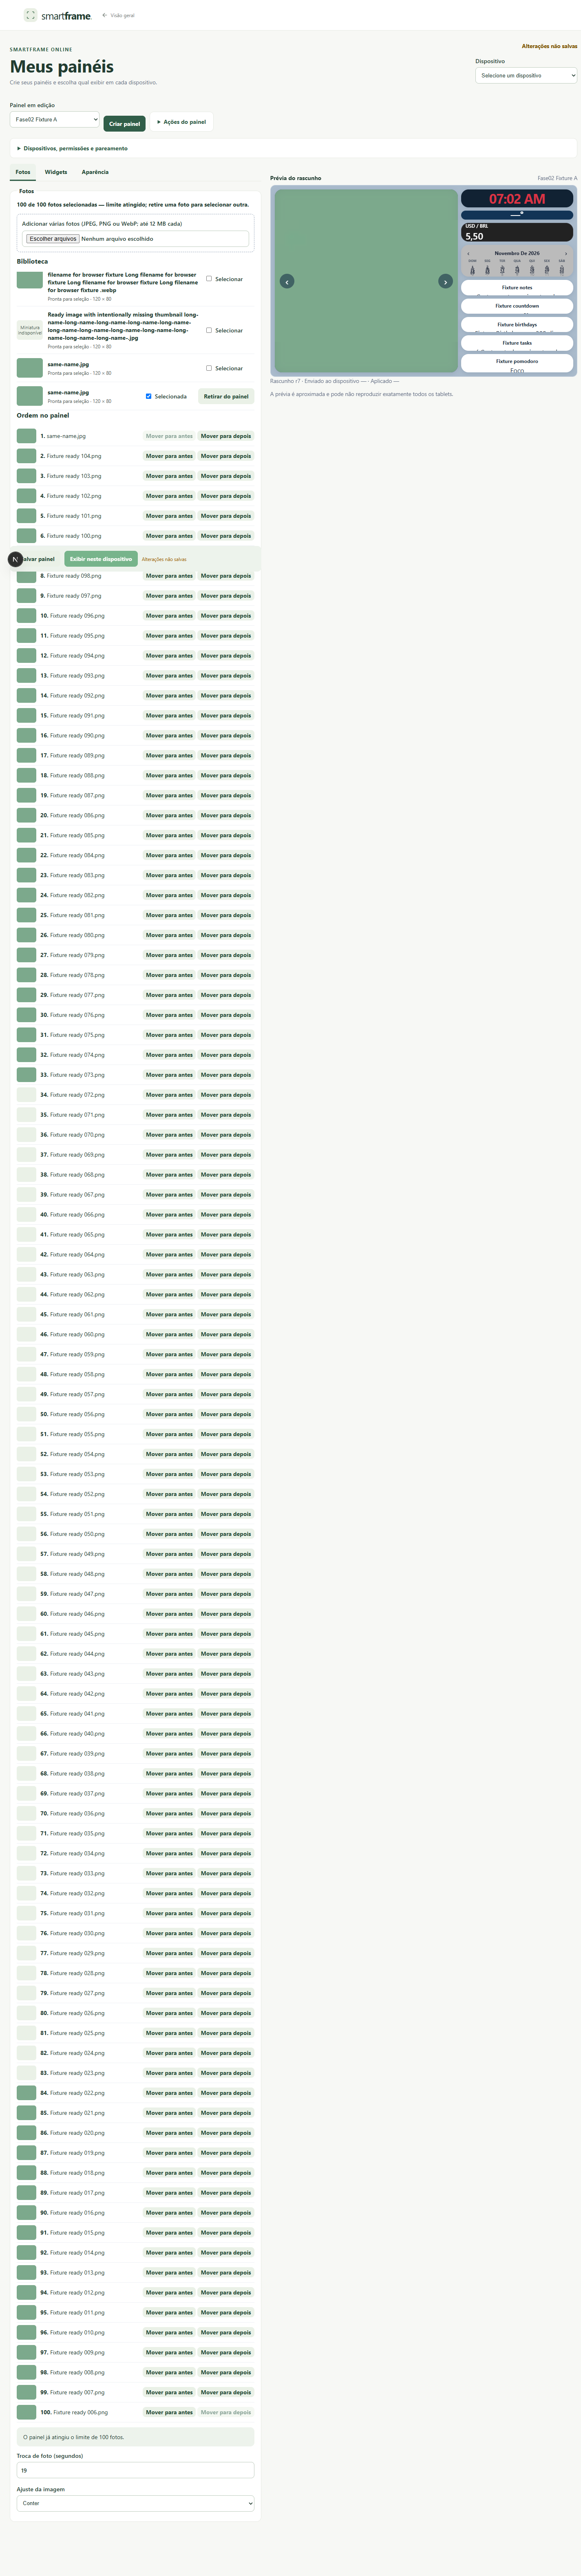 smartframe
← Visão geral
SMARTFRAME ONLINE
Meus painéis
Crie seus painéis e escolha qual exibir em cada dispositivo.
Alterações não salvas
Dispositivo
Selecione um dispositivo
Painel em edição
Fase02 Fixture A
Criar painel
Ações do painel
Dispositivos, permissões e pareamento
Fotos
Widgets
Aparência
Fotos
100 de 100 fotos selecionadas — limite atingido; retire uma foto para selecionar outra.
Adicionar várias fotos (JPEG, PNG ou WebP; até 12 MB cada)
Escolher arquivos Nenhum arquivo escolhido
Biblioteca
filename for browser fixture Long filename for browser
fixture Long filename for browser fixture Long filename
for browser fixture .webp
Pronta para seleção · 120 × 80
Selecionar
Miniatura
indisponível
Ready image with intentionally missing thumbnail long-
name-long-name-long-name-long-name-long-name-
long-name-long-name-long-name-long-name-long-
name-long-name-long-name-.jpg
Pronta para seleção · 120 × 80
Selecionar
same-name.jpg
Pronta para seleção · 120 × 80
Selecionar
same-name.jpg
Pronta para seleção · 120 × 80
Selecionada
Retirar do painel
Ordem no painel
1. same-name.jpg Mover para antes Mover para depois
2. Fixture ready 104.png Mover para antes Mover para depois
3. Fixture ready 103.png Mover para antes Mover para depois
4. Fixture ready 102.png Mover para antes Mover para depois
5. Fixture ready 101.png Mover para antes Mover para depois
6. Fixture ready 100.png Mover para antes Mover para depois
N alvar painel Exibir neste dispositivo Alterações não salvas
8. Fixture ready 098.png Mover para antes Mover para depois
9. Fixture ready 097.png Mover para antes Mover para depois
10. Fixture ready 096.png Mover para antes Mover para depois
11. Fixture ready 095.png Mover para antes Mover para depois
12. Fixture ready 094.png Mover para antes Mover para depois
13. Fixture ready 093.png Mover para antes Mover para depois
14. Fixture ready 092.png Mover para antes Mover para depois
15. Fixture ready 091.png Mover para antes Mover para depois
16. Fixture ready 090.png Mover para antes Mover para depois
17. Fixture ready 089.png Mover para antes Mover para depois
18. Fixture ready 088.png Mover para antes Mover para depois
19. Fixture ready 087.png Mover para antes Mover para depois
20. Fixture ready 086.png Mover para antes Mover para depois
21. Fixture ready 085.png Mover para antes Mover para depois
22. Fixture ready 084.png Mover para antes Mover para depois
23. Fixture ready 083.png Mover para antes Mover para depois
24. Fixture ready 082.png Mover para antes Mover para depois
25. Fixture ready 081.png Mover para antes Mover para depois
26. Fixture ready 080.png Mover para antes Mover para depois
27. Fixture ready 079.png Mover para antes Mover para depois
28. Fixture ready 078.png Mover para antes Mover para depois
29. Fixture ready 077.png Mover para antes Mover para depois
30. Fixture ready 076.png Mover para antes Mover para depois
31. Fixture ready 075.png Mover para antes Mover para depois
32. Fixture ready 074.png Mover para antes Mover para depois
33. Fixture ready 073.png Mover para antes Mover para depois
34. Fixture ready 072.png Mover para antes Mover para depois
35. Fixture ready 071.png Mover para antes Mover para depois
36. Fixture ready 070.png Mover para antes Mover para depois
37. Fixture ready 069.png Mover para antes Mover para depois
38. Fixture ready 068.png Mover para antes Mover para depois
39. Fixture ready 067.png Mover para antes Mover para depois
40. Fixture ready 066.png Mover para antes Mover para depois
41. Fixture ready 065.png Mover para antes Mover para depois
42. Fixture ready 064.png Mover para antes Mover para depois
43. Fixture ready 063.png Mover para antes Mover para depois
44. Fixture ready 062.png Mover para antes Mover para depois
45. Fixture ready 061.png Mover para antes Mover para depois
46. Fixture ready 060.png Mover para antes Mover para depois
47. Fixture ready 059.png Mover para antes Mover para depois
48. Fixture ready 058.png Mover para antes Mover para depois
49. Fixture ready 057.png Mover para antes Mover para depois
50. Fixture ready 056.png Mover para antes Mover para depois
51. Fixture ready 055.png Mover para antes Mover para depois
52. Fixture ready 054.png Mover para antes Mover para depois
53. Fixture ready 053.png Mover para antes Mover para depois
54. Fixture ready 052.png Mover para antes Mover para depois
55. Fixture ready 051.png Mover para antes Mover para depois
56. Fixture ready 050.png Mover para antes Mover para depois
57. Fixture ready 049.png Mover para antes Mover para depois
58. Fixture ready 048.png Mover para antes Mover para depois
59. Fixture ready 047.png Mover para antes Mover para depois
60. Fixture ready 046.png Mover para antes Mover para depois
61. Fixture ready 045.png Mover para antes Mover para depois
62. Fixture ready 044.png Mover para antes Mover para depois
63. Fixture ready 043.png Mover para antes Mover para depois
64. Fixture ready 042.png Mover para antes Mover para depois
65. Fixture ready 041.png Mover para antes Mover para depois
66. Fixture ready 040.png Mover para antes Mover para depois
67. Fixture ready 039.png Mover para antes Mover para depois
68. Fixture ready 038.png Mover para antes Mover para depois
69. Fixture ready 037.png Mover para antes Mover para depois
70. Fixture ready 036.png Mover para antes Mover para depois
71. Fixture ready 035.png Mover para antes Mover para depois
72. Fixture ready 034.png Mover para antes Mover para depois
73. Fixture ready 033.png Mover para antes Mover para depois
74. Fixture ready 032.png Mover para antes Mover para depois
75. Fixture ready 031.png Mover para antes Mover para depois
76. Fixture ready 030.png Mover para antes Mover para depois
77. Fixture ready 029.png Mover para antes Mover para depois
78. Fixture ready 028.png Mover para antes Mover para depois
79. Fixture ready 027.png Mover para antes Mover para depois
80. Fixture ready 026.png Mover para antes Mover para depois
81. Fixture ready 025.png Mover para antes Mover para depois
82. Fixture ready 024.png Mover para antes Mover para depois
83. Fixture ready 023.png Mover para antes Mover para depois
84. Fixture ready 022.png Mover para antes Mover para depois
85. Fixture ready 021.png Mover para antes Mover para depois
86. Fixture ready 020.png Mover para antes Mover para depois
87. Fixture ready 019.png Mover para antes Mover para depois
88. Fixture ready 018.png Mover para antes Mover para depois
89. Fixture ready 017.png Mover para antes Mover para depois
90. Fixture ready 016.png Mover para antes Mover para depois
91. Fixture ready 015.png Mover para antes Mover para depois
92. Fixture ready 014.png Mover para antes Mover para depois
93. Fixture ready 013.png Mover para antes Mover para depois
94. Fixture ready 012.png Mover para antes Mover para depois
95. Fixture ready 011.png Mover para antes Mover para depois
96. Fixture ready 010.png Mover para antes Mover para depois
97. Fixture ready 009.png Mover para antes Mover para depois
98. Fixture ready 008.png Mover para antes Mover para depois
99. Fixture ready 007.png Mover para antes Mover para depois
100. Fixture ready 006.png Mover para antes Mover para depois
O painel já atingiu o limite de 100 fotos.
Troca de foto (segundos)
19
Ajuste da imagem
Conter
Prévia do rascunho
Fase02 Fixture A
07:02 AM
—°
USD / BRL
5,50
Novembro De 2026
Fixture notes
Fixture countdown
Fixture birthdays
Fixture tasks
Fixture pomodoro
Foco
Rascunho r7 · Enviado ao dispositivo — · Aplicado —
A prévia é aproximada e pode não reproduzir exatamente todos os tablets.